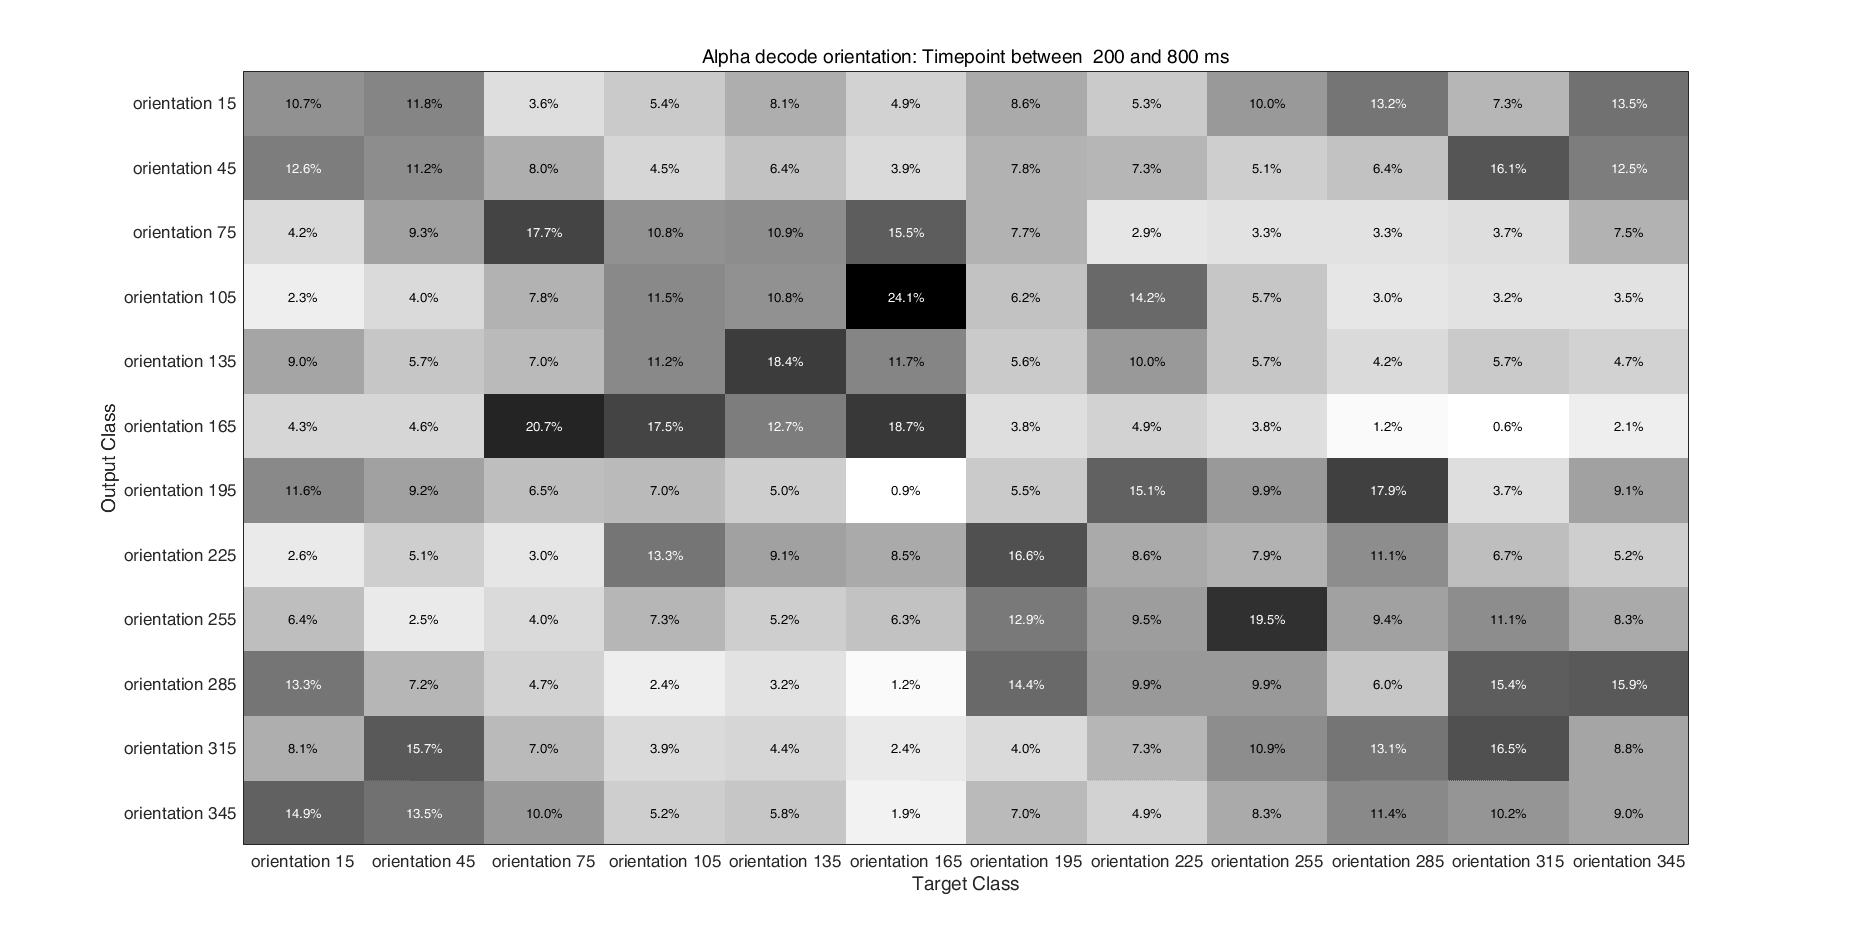 Alpha decode orientation: Timepoint between  200 and 800 ms
orientation 15 10.7% 11.8% 3.6% 5.4% 8.1% 4.9% 8.6% 5.3% 10.0% 13.2% 7.3% 13.5%
orientation 45 12.6% 11.2% 8.0% 4.5% 6.4% 3.9% 7.8% 7.3% 5.1% 6.4% 16.1% 12.5%
orientation 75 4.2% 9.3% 17.7% 10.8% 10.9% 15.5% 7.7% 2.9% 3.3% 3.3% 3.7% 7.5%
orientation 105 2.3% 4.0% 7.8% 11.5% 10.8% 24.1% 6.2% 14.2% 5.7% 3.0% 3.2% 3.5%
orientation 135 9.0% 5.7% 7.0% 11.2% 18.4% 11.7% 5.6% 10.0% 5.7% 4.2% 5.7% 4.7%
Output Class
orientation 165 4.3% 4.6% 20.7% 17.5% 12.7% 18.7% 3.8% 4.9% 3.8% 1.2% 0.6% 2.1%
orientation 195 11.6% 9.2% 6.5% 7.0% 5.0% 0.9% 5.5% 15.1% 9.9% 17.9% 3.7% 9.1%
orientation 225 2.6% 5.1% 3.0% 13.3% 9.1% 8.5% 16.6% 8.6% 7.9% 11.1% 6.7% 5.2%
orientation 255 6.4% 2.5% 4.0% 7.3% 5.2% 6.3% 12.9% 9.5% 19.5% 9.4% 11.1% 8.3%
orientation 285 13.3% 7.2% 4.7% 2.4% 3.2% 1.2% 14.4% 9.9% 9.9% 6.0% 15.4% 15.9%
orientation 315 8.1% 15.7% 7.0% 3.9% 4.4% 2.4% 4.0% 7.3% 10.9% 13.1% 16.5% 8.8%
orientation 345 14.9% 13.5% 10.0% 5.2% 5.8% 1.9% 7.0% 4.9% 8.3% 11.4% 10.2% 9.0%
orientation 15 orientation 45 orientation 75 orientation 105 orientation 135 orientation 165 orientation 195 orientation 225 orientation 255 orientation 285 orientation 315 orientation 345
Target Class